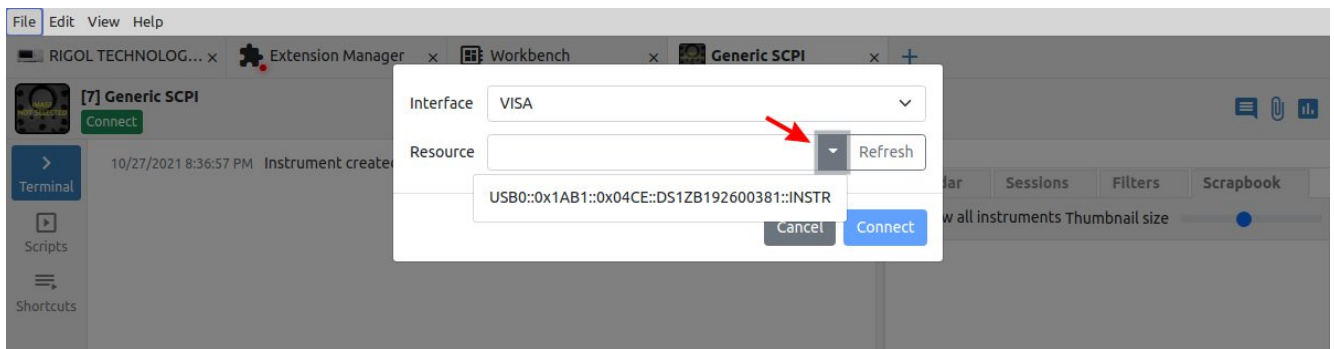 File Edit View Help
RIGOL TECHNOLOG... x Extension Manager x Workbench x Generic SCPI x +
[7] Generic SCPI
Connect
Interface VISA
Resource Refresh
USB0::0x1AB1::0x04CE::DS1ZB192600381::INSTR
Cancel Connect
Terminal
Scripts
Shortcuts
10/27/2021 8:36:57 PM Instrument created
Sessions Filters Scrapbook
all instruments Thumbnail size